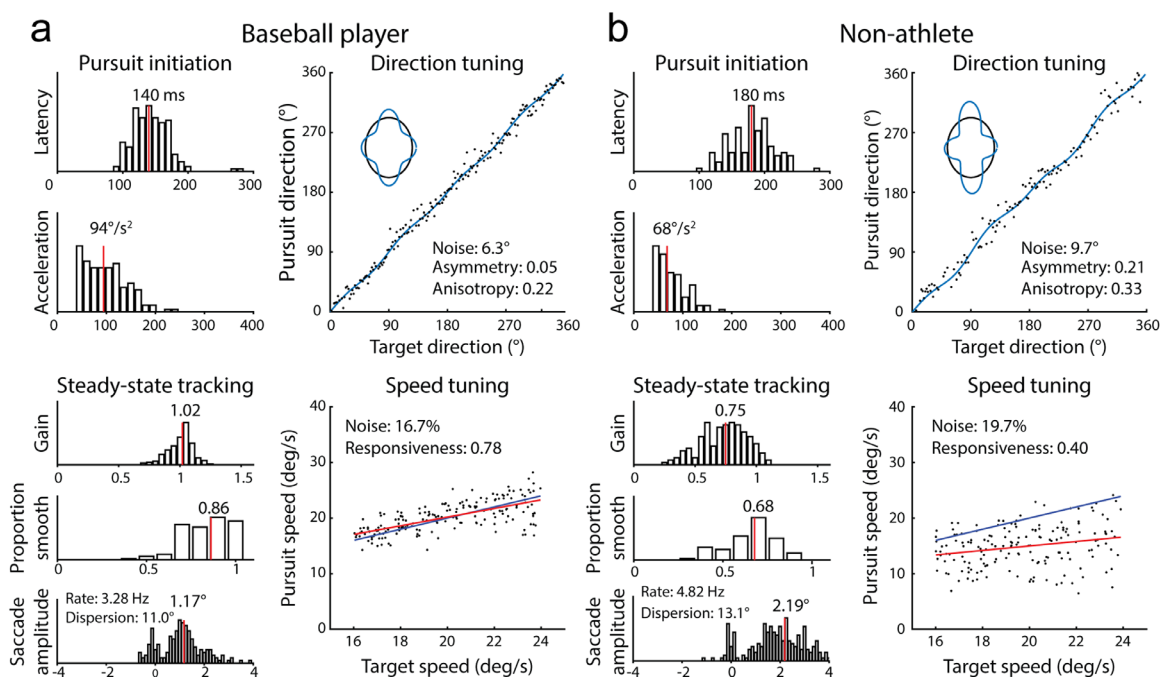 a
Baseball player
Pursuit initiation
Latency
140 ms
0 100 200 300
Acceleration
94°/s²
0 100 200 300 400
Direction tuning
Pursuit direction (°)
360
270
180
90
0
Noise: 6.3°
Asymmetry: 0.05
Anisotropy: 0.22
0 90 180 270 360
Target direction (°)
Steady-state tracking
Gain
1.02
0 0.5 1 1.5
Proportion
smooth
0.86
0 0.5 1
Saccade
amplitude
Rate: 3.28 Hz
Dispersion: 11.0°
1.17°
-4 -2 0 2 4
Speed tuning
Pursuit speed (deg/s)
40
30
20
10
0
Noise: 16.7%
Responsiveness: 0.78
16 18 20 22 24
Target speed (deg/s)
b
Non-athlete
Pursuit initiation
Latency
180 ms
0 100 200 300
Acceleration
68°/s²
0 100 200 300 400
Direction tuning
Pursuit direction (°)
360
270
180
90
0
Noise: 9.7°
Asymmetry: 0.21
Anisotropy: 0.33
0 90 180 270 360
Target direction (°)
Steady-state tracking
Gain
0.75
0 0.5 1 1.5
Proportion
smooth
0.68
0 0.5 1
Saccade
amplitude
Rate: 4.82 Hz
Dispersion: 13.1°
2.19°
-4 -2 0 2 4
Speed tuning
Pursuit speed (deg/s)
40
30
20
10
0
Noise: 19.7%
Responsiveness: 0.40
16 18 20 22 24
Target speed (deg/s)